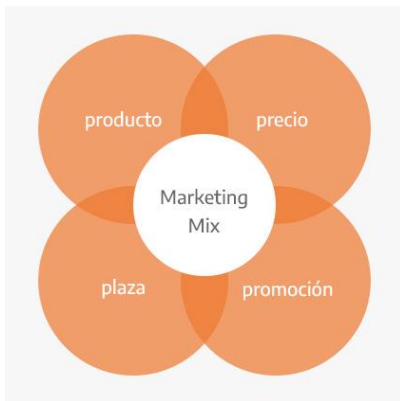 producto
precio
Marketing
Mix
plaza
promoción